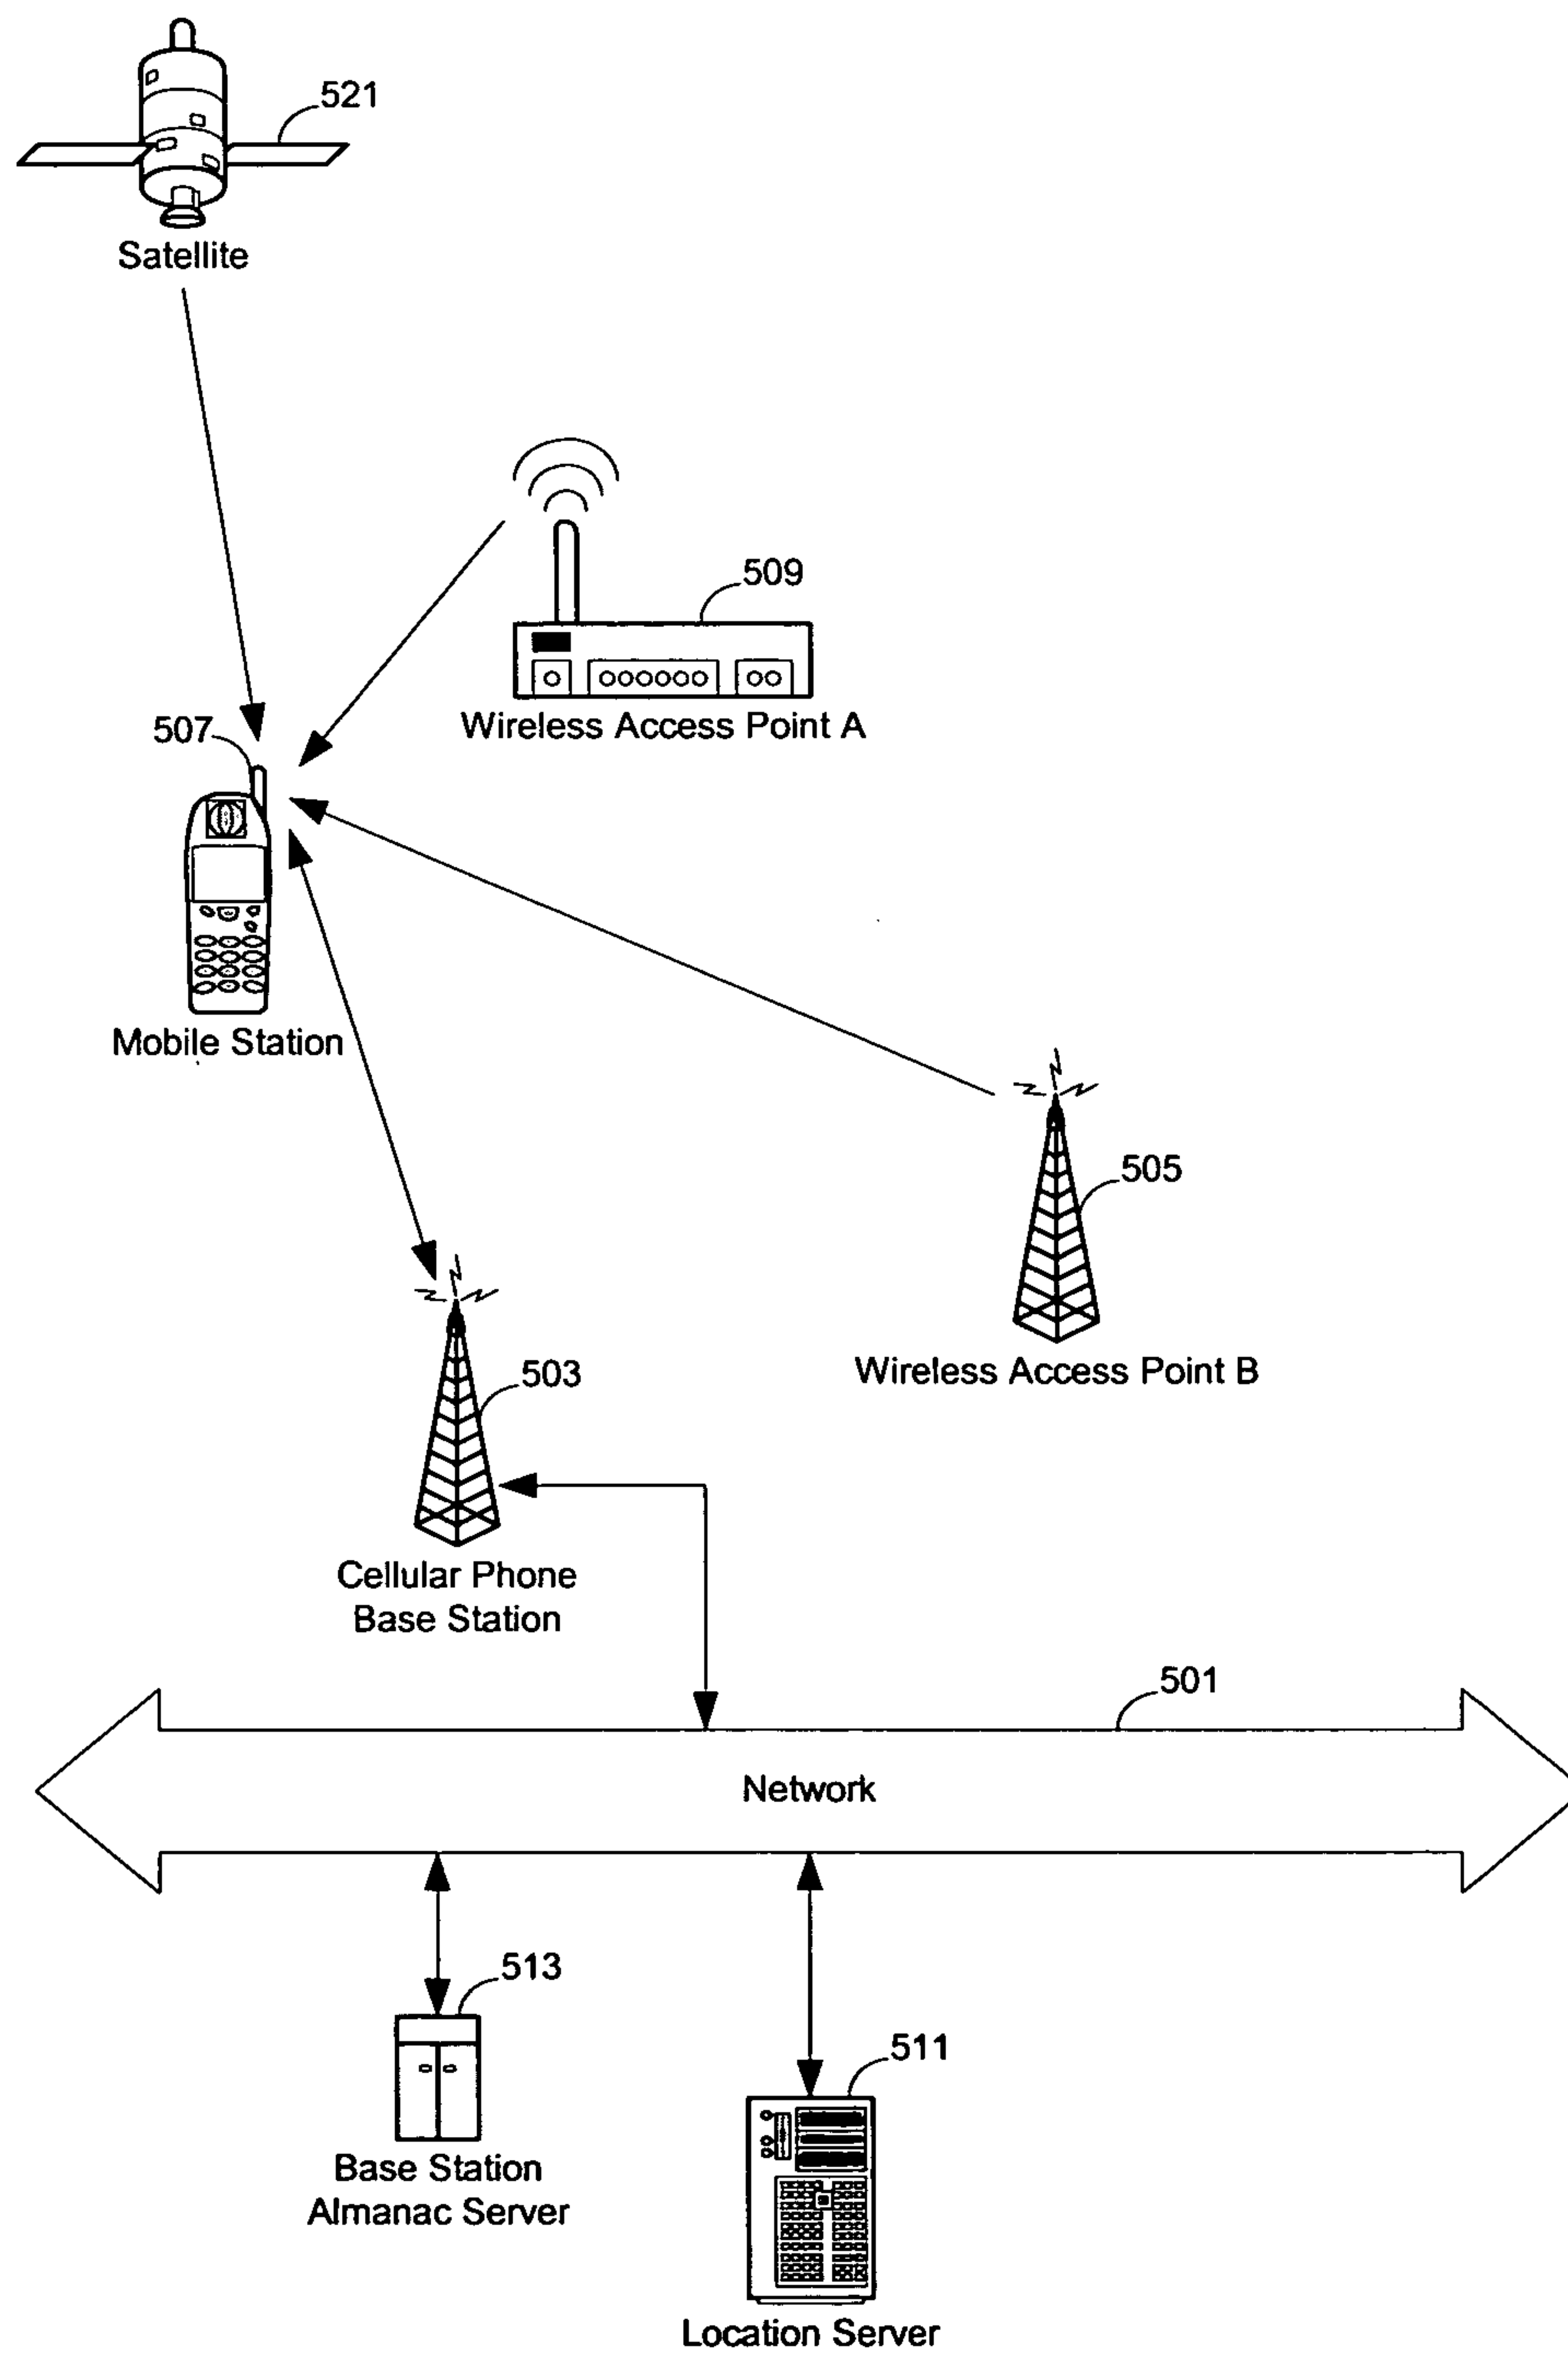 521
Satellite
509
Wireless Access Point A
507
Mobile Station
505
Wireless Access Point B
503
Cellular Phone
Base Station
501
Network
513
Base Station
Almanac Server
511
Location Server